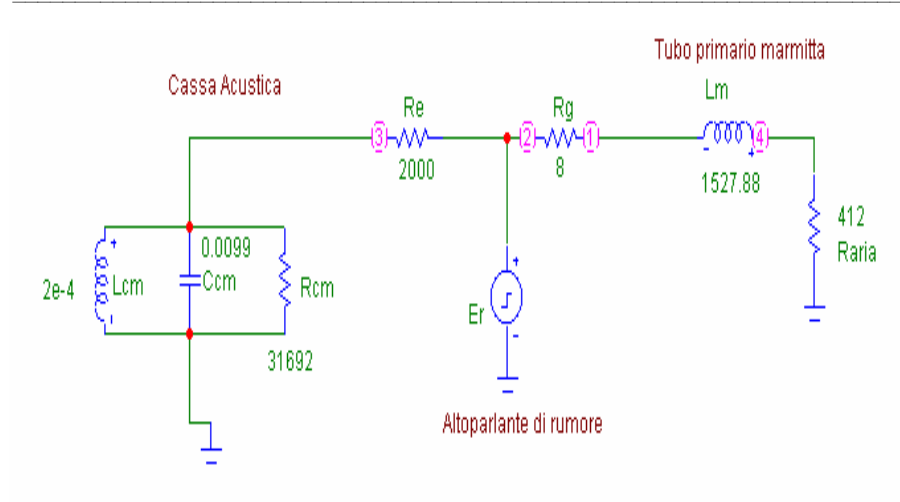 Tubo primario marmitta
Cassa Acustica
Lm
Re
Rg
3
2
1
4
2000
8
1527.88
412
Raria
0.0099
2e-4
Lcm
Ccm
Rcm
Er
+
-
31692
Altoparlante di rumore